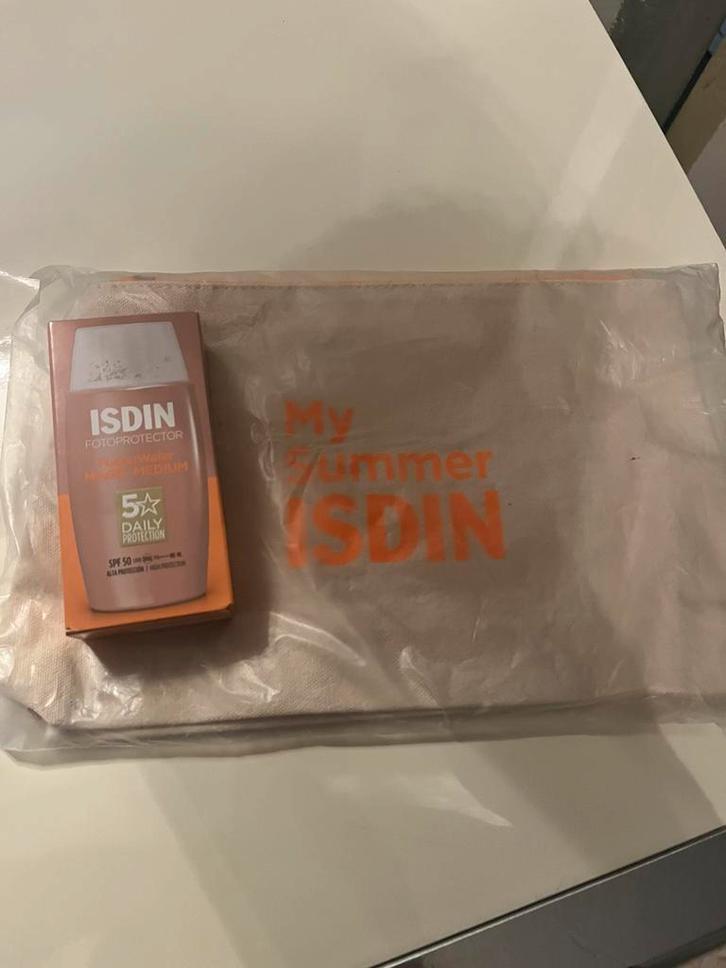 ISDIN
FOTOPROTECTOR
MEDIUM
5☆
DAILY
PROTECTION
SPF 50
ALTA PROTECCIÓN | HIGH PROTECTION
My
Summer
ISDIN